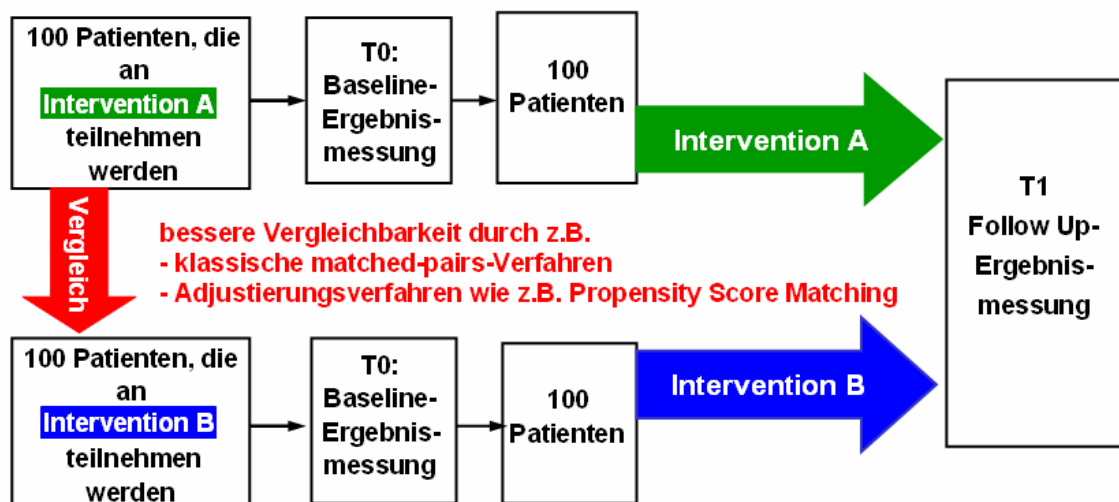 100 Patienten, die
an
Intervention A
teilnehmen
werden
T0:
Baseline-
Ergebnis-
messung
100
Patienten
Intervention A
T1
Follow Up-
Ergebnis-
messung
Vergleich
bessere Vergleichbarkeit durch z.B.
- klassische matched-pairs-Verfahren
- Adjustierungsverfahren wie z.B. Propensity Score Matching
100 Patienten, die
an
Intervention B
teilnehmen
werden
T0:
Baseline-
Ergebnis-
messung
100
Patienten
Intervention B